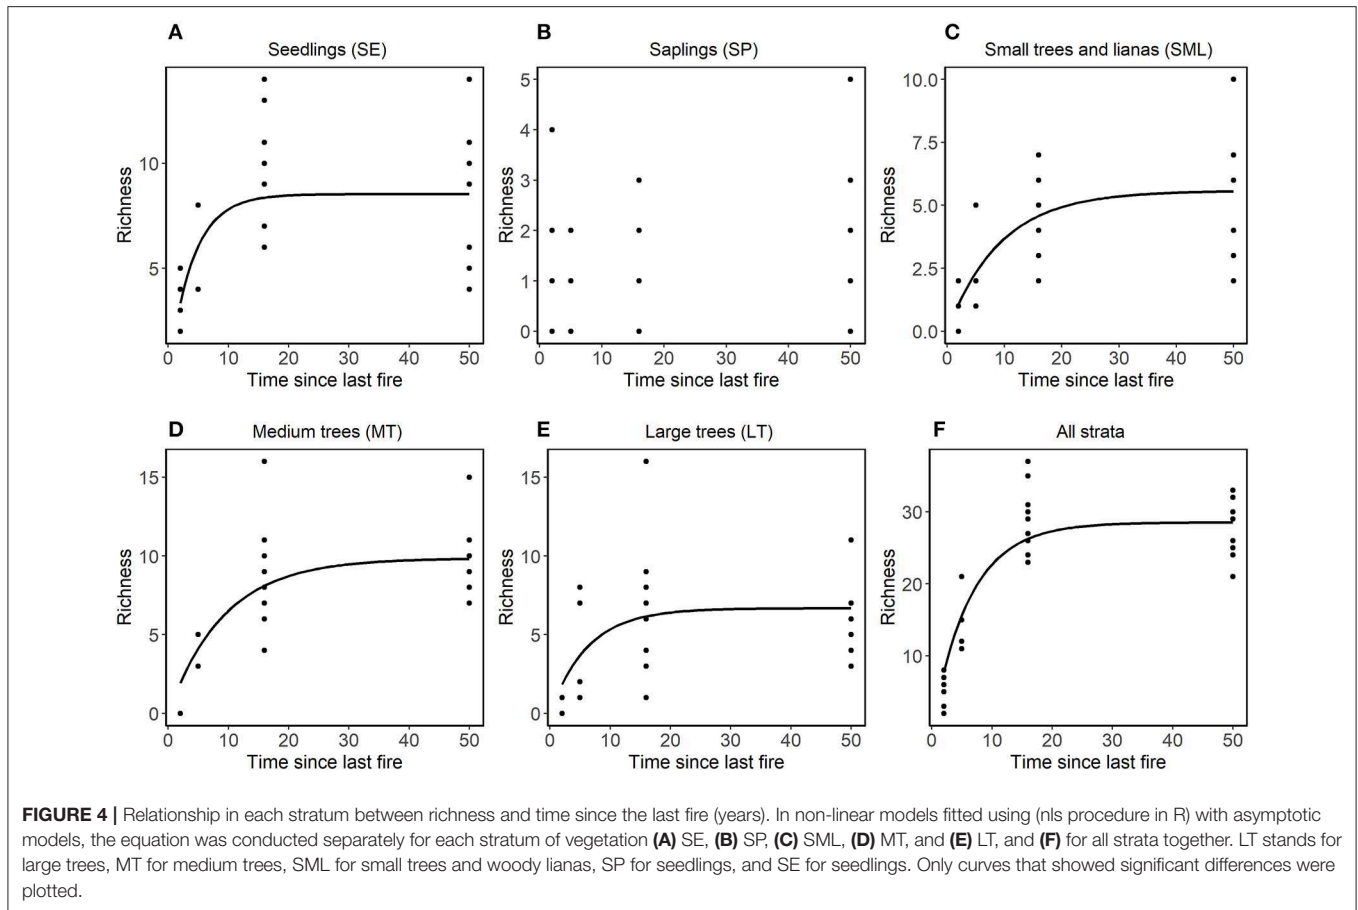 A
Seedlings (SE)
Richness
10
5
0 10 20 30 40 50
Time since last fire
B
Saplings (SP)
Richness
5
4
3
2
1
0
0 10 20 30 40 50
Time since last fire
C
Small trees and lianas (SML)
Richness
10.0
7.5
5.0
2.5
0.0
0 10 20 30 40 50
Time since last fire
D
Medium trees (MT)
Richness
15
10
5
0
0 10 20 30 40 50
Time since last fire
E
Large trees (LT)
Richness
15
10
5
0
0 10 20 30 40 50
Time since last fire
F
All strata
Richness
30
20
10
0 10 20 30 40 50
Time since last fire
FIGURE 4 | Relationship in each stratum between richness and time since the last fire (years). In non-linear models fitted using (nls procedure in R) with asymptotic
models, the equation was conducted separately for each stratum of vegetation (A) SE, (B) SP, (C) SML, (D) MT, and (E) LT, and (F) for all strata together. LT stands for
large trees, MT for medium trees, SML for small trees and woody lianas, SP for seedlings, and SE for seedlings. Only curves that showed significant differences were
plotted.